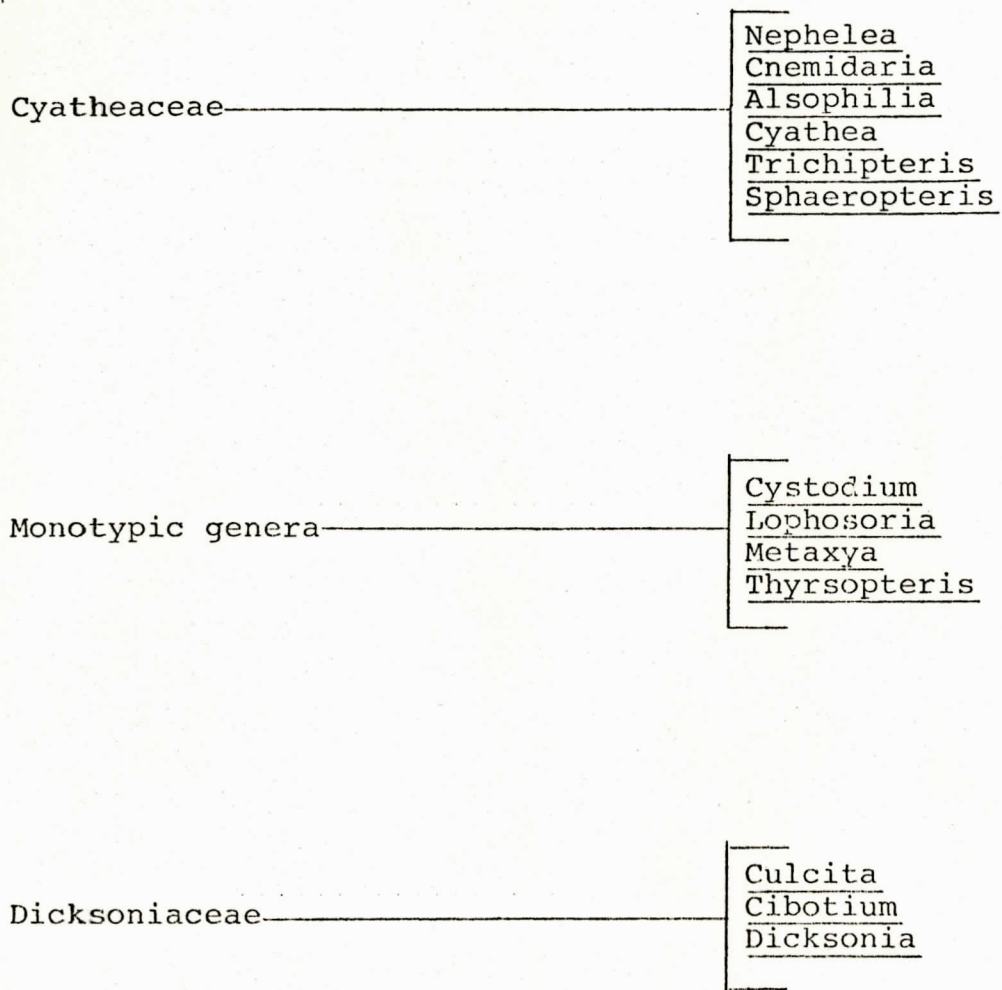 Nephelea
Cnemidaria
Cyatheaceae
Alsophilia
Cyathea
Trichipteris
Sphaeropteris
Cystodium
Monotypic genera
Lophosoria
Metaxya
Thyrsopteris
Culcita
Dicksoniaceae
Cibotium
Dicksonia